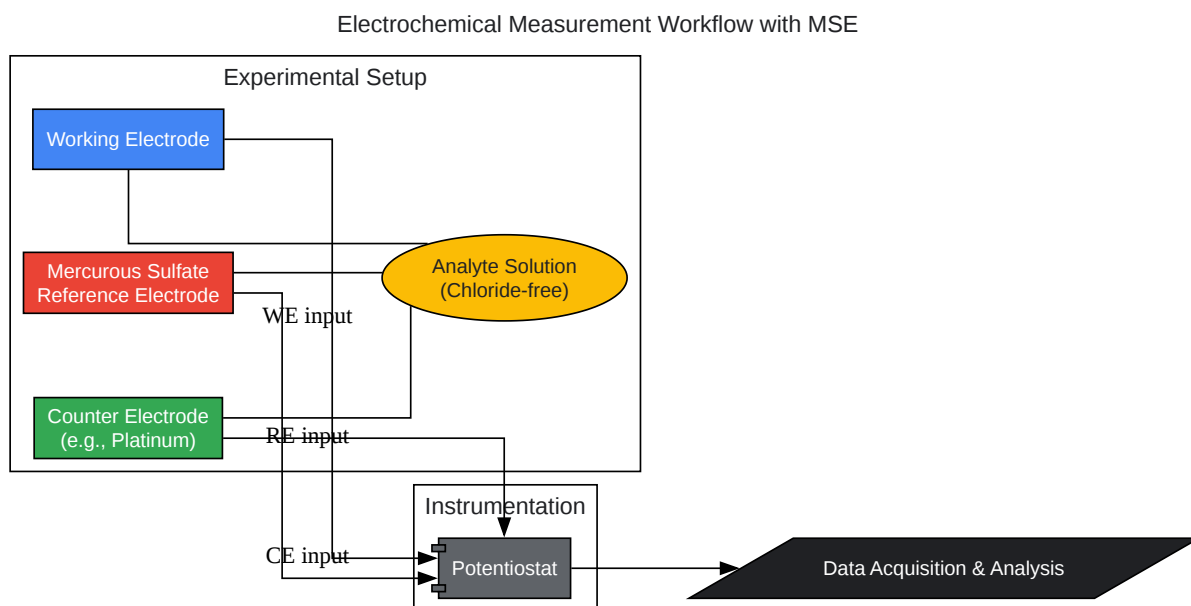 Electrochemical Measurement Workflow with MSE
Experimental Setup
Working Electrode
Mercurous Sulfate
Reference Electrode
Analyte Solution
(Chloride-free)
WE input
Counter Electrode
(e.g., Platinum)
RE input
Instrumentation
CE input
Potentiostat
Data Acquisition & Analysis